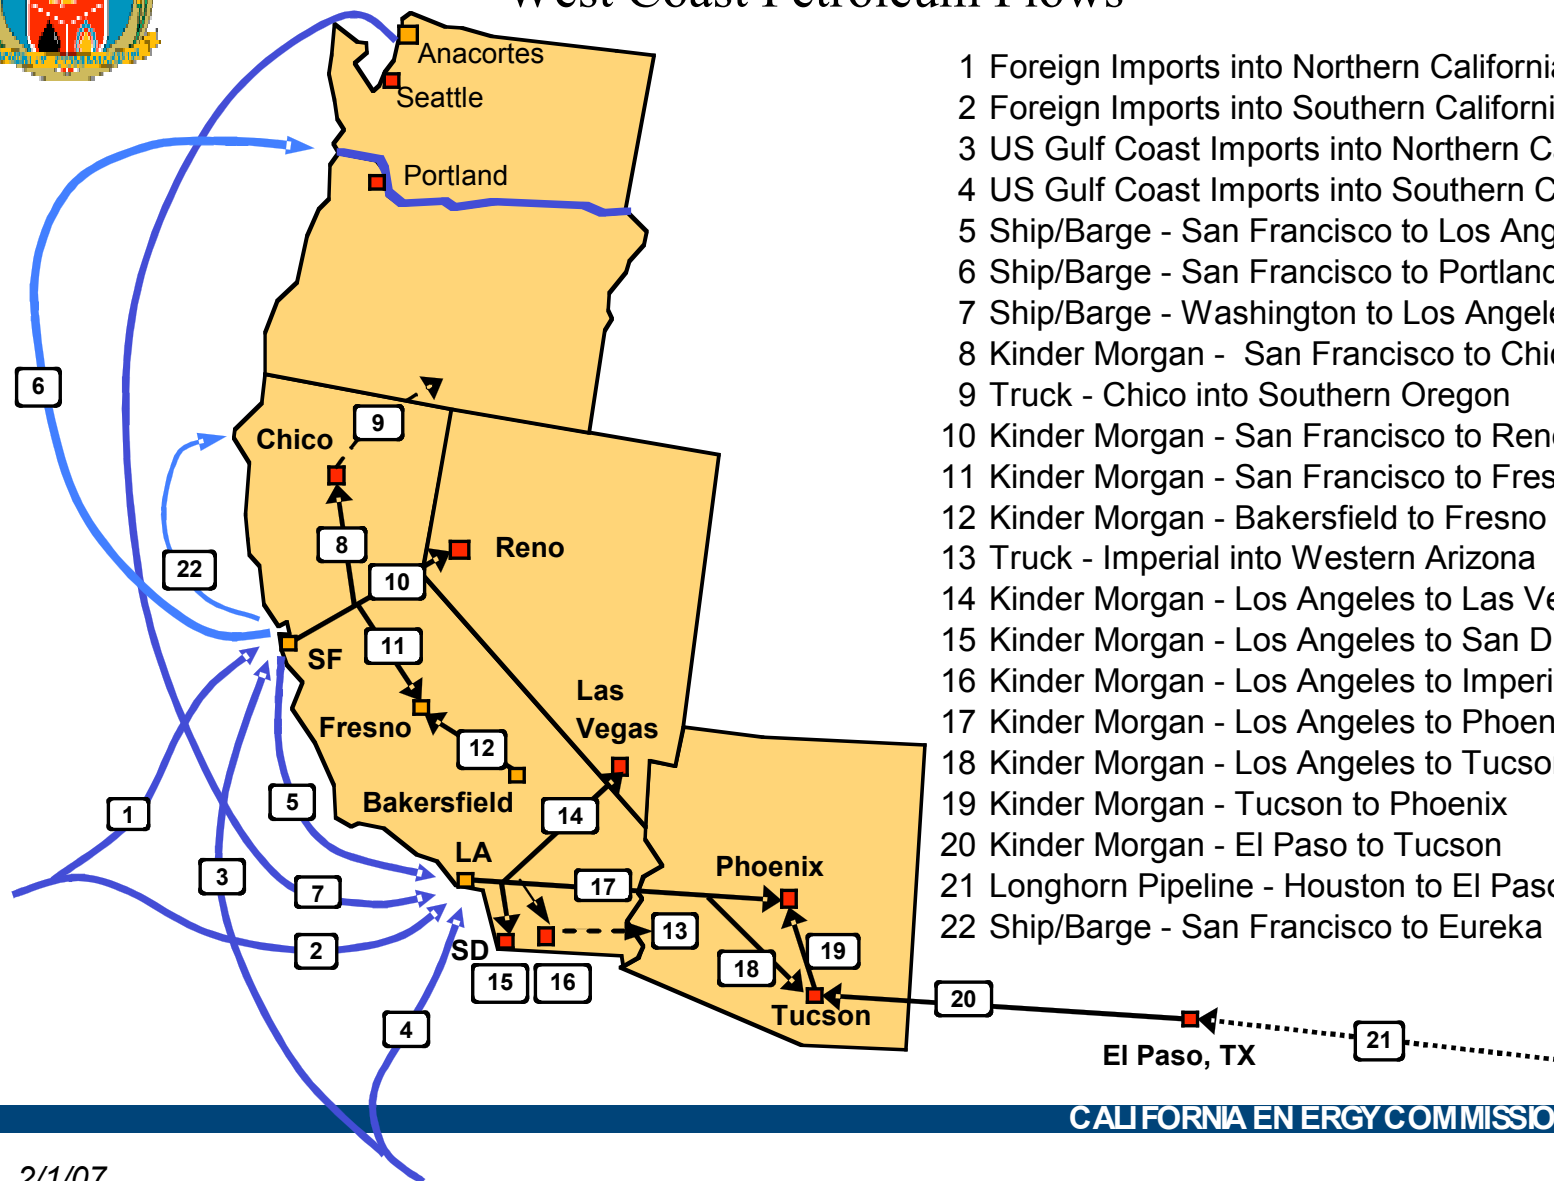 West Coast Petroleum Flows
Anacortes
Seattle
Portland
6
9
Chico
8
Reno
22
10
11
SF
Las
Vegas
Fresno
12
Bakersfield
5
1
14
LA
Phoenix
3
7
17
2
SD
13
19
18
15
16
Tucson
20
4
El Paso, TX
21
1 Foreign Imports into Northern California
2 Foreign Imports into Southern Californi
3 US Gulf Coast Imports into Northern C
4 US Gulf Coast Imports into Southern C
5 Ship/Barge - San Francisco to Los Ang
6 Ship/Barge - San Francisco to Portland
7 Ship/Barge - Washington to Los Angele
8 Kinder Morgan - San Francisco to Chic
9 Truck - Chico into Southern Oregon
10 Kinder Morgan - San Francisco to Reno
11 Kinder Morgan - San Francisco to Fres
12 Kinder Morgan - Bakersfield to Fresno
13 Truck - Imperial into Western Arizona
14 Kinder Morgan - Los Angeles to Las Ve
15 Kinder Morgan - Los Angeles to San D
16 Kinder Morgan - Los Angeles to Imperi
17 Kinder Morgan - Los Angeles to Phoen
18 Kinder Morgan - Los Angeles to Tucson
19 Kinder Morgan - Tucson to Phoenix
20 Kinder Morgan - El Paso to Tucson
21 Longhorn Pipeline - Houston to El Paso
22 Ship/Barge - San Francisco to Eureka
CALIFORNIA ENERGY COMMISSIO
2/1/07